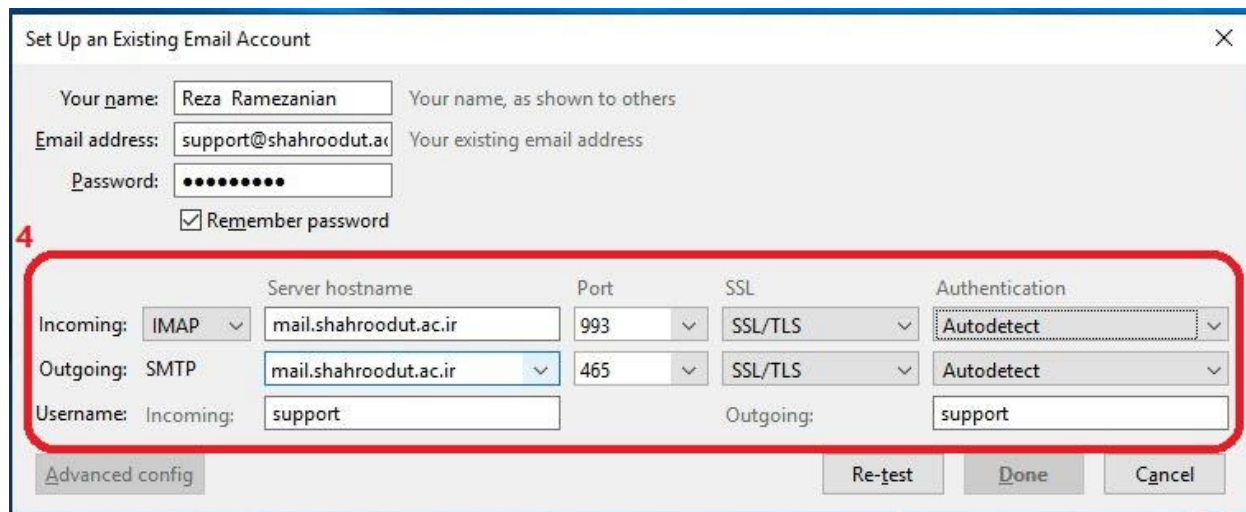 Set Up an Existing Email Account
Your name: Reza Ramezanian Your name, as shown to others
Email address: support@shahroodut.ac Your existing email address
Password: •••••••••
Remember password
4
Server hostname Port SSL Authentication
Incoming: IMAP mail.shahroodut.ac.ir 993 SSL/TLS Autodetect
Outgoing: SMTP mail.shahroodut.ac.ir 465 SSL/TLS Autodetect
Username: Incoming: support Outgoing: support
Advanced config Re-test Done Cancel